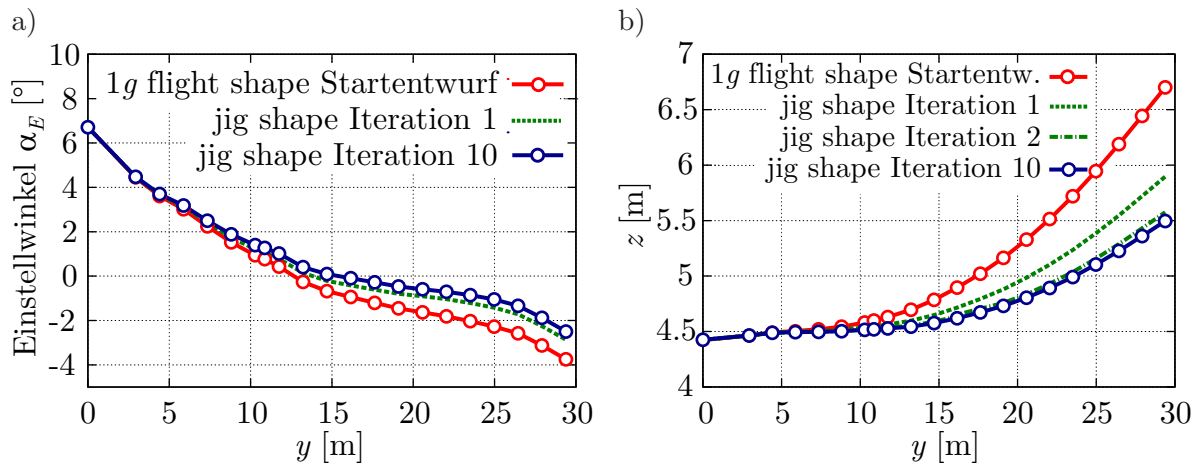 a)
10
8
6
4
2
0
-2
-4
Einstellwinkel α_E [°]
1g flight shape Startentwurf
jig shape Iteration 1
jig shape Iteration 10
0 5 10 15 20 25 30
y [m]
b)
7
6.5
6
5.5
5
4.5
4
z [m]
1g flight shape Startentw.
jig shape Iteration 1
jig shape Iteration 2
jig shape Iteration 10
0 5 10 15 20 25 30
y [m]